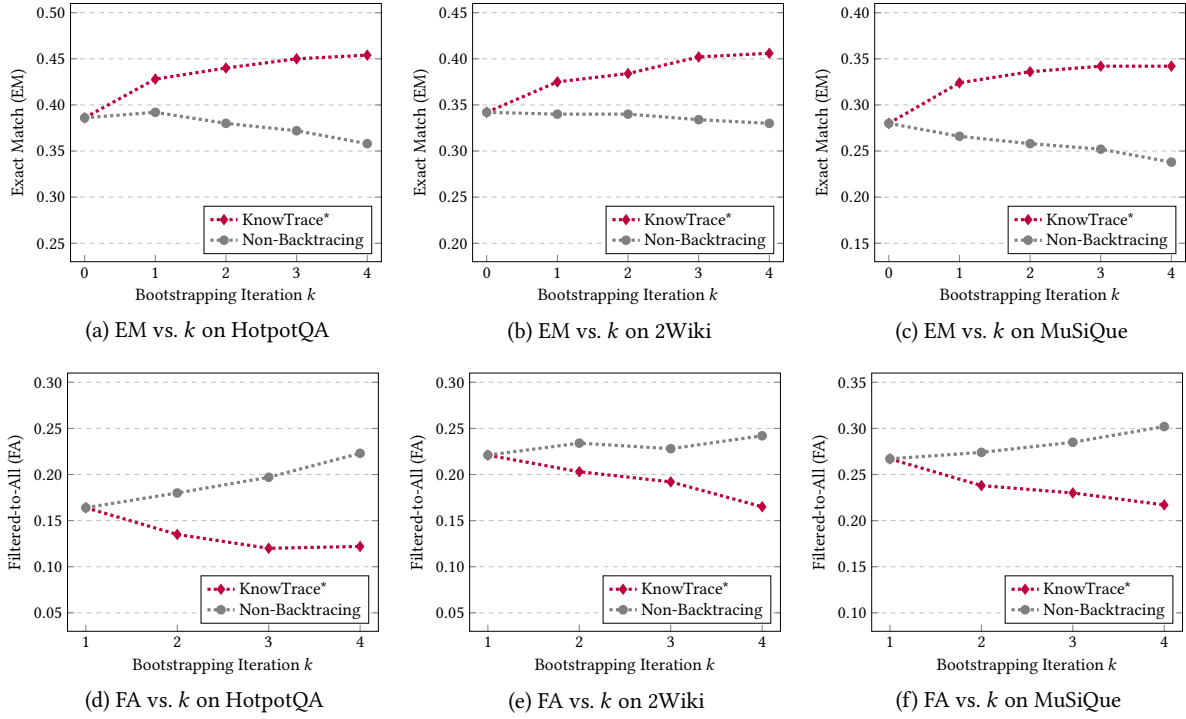 0.50
0.45
0.40
0.35
0.30
0.25
Exact Match (EM)
KnowTrace*
Non-Backtracing
0 1 2 3 4
Bootstrapping Iteration k
(a) EM vs. k on HotpotQA
0.40
0.35
0.30
0.25
0.20
Exact Match (EM)
KnowTrace*
Non-Backtracing
0 1 2 3 4
Bootstrapping Iteration k
(b) EM vs. k on 2Wiki
0.40
0.35
0.30
0.25
0.20
0.15
Exact Match (EM)
KnowTrace*
Non-Backtracing
0 1 2 3 4
Bootstrapping Iteration k
(c) EM vs. k on MuSiQue
0.30
0.25
0.20
0.15
0.10
0.05
Filtered-to-All (FA)
KnowTrace*
Non-Backtracing
1 2 3 4
Bootstrapping Iteration k
(d) FA vs. k on HotpotQA
0.30
0.25
0.20
0.15
0.10
0.05
Filtered-to-All (FA)
KnowTrace*
Non-Backtracing
1 2 3 4
Bootstrapping Iteration k
(e) FA vs. k on 2Wiki
0.35
0.30
0.25
0.20
0.15
0.10
Filtered-to-All (FA)
KnowTrace*
Non-Backtracing
1 2 3 4
Bootstrapping Iteration k
(f) FA vs. k on MuSiQue